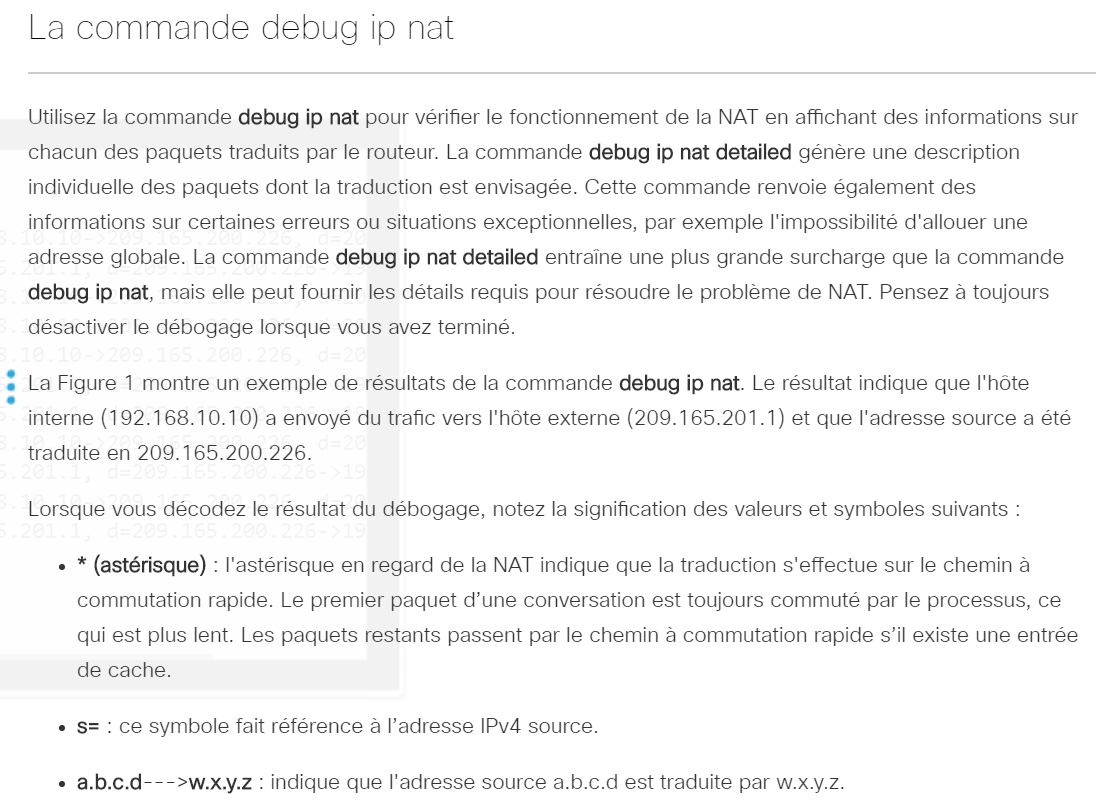 La commande debug ip nat
Utilisez la commande debug ip nat pour vérifier le fonctionnement de la NAT en affichant des informations sur
chacun des paquets traduits par le routeur. La commande debug ip nat detailed génère une description
individuelle des paquets dont la traduction est envisagée. Cette commande renvoie également des
informations sur certaines erreurs ou situations exceptionnelles, par exemple l'impossibilité d'allouer une
adresse globale. La commande debug ip nat detailed entraîne une plus grande surcharge que la commande
debug ip nat, mais elle peut fournir les détails requis pour résoudre le problème de NAT. Pensez à toujours
désactiver le débogage lorsque vous avez terminé.
La Figure 1 montre un exemple de résultats de la commande debug ip nat. Le résultat indique que l'hôte
interne (192.168.10.10) a envoyé du trafic vers l'hôte externe (209.165.201.1) et que l'adresse source a été
traduite en 209.165.200.226.
Lorsque vous décodez le résultat du débogage, notez la signification des valeurs et symboles suivants :
• * (astérisque) : l'astérisque en regard de la NAT indique que la traduction s'effectue sur le chemin à
commutation rapide. Le premier paquet d’une conversation est toujours commuté par le processus, ce
qui est plus lent. Les paquets restants passent par le chemin à commutation rapide s’il existe une entrée
de cache.
• s= : ce symbole fait référence à l’adresse IPv4 source.
• a.b.c.d--->w.x.y.z : indique que l'adresse source a.b.c.d est traduite par w.x.y.z.